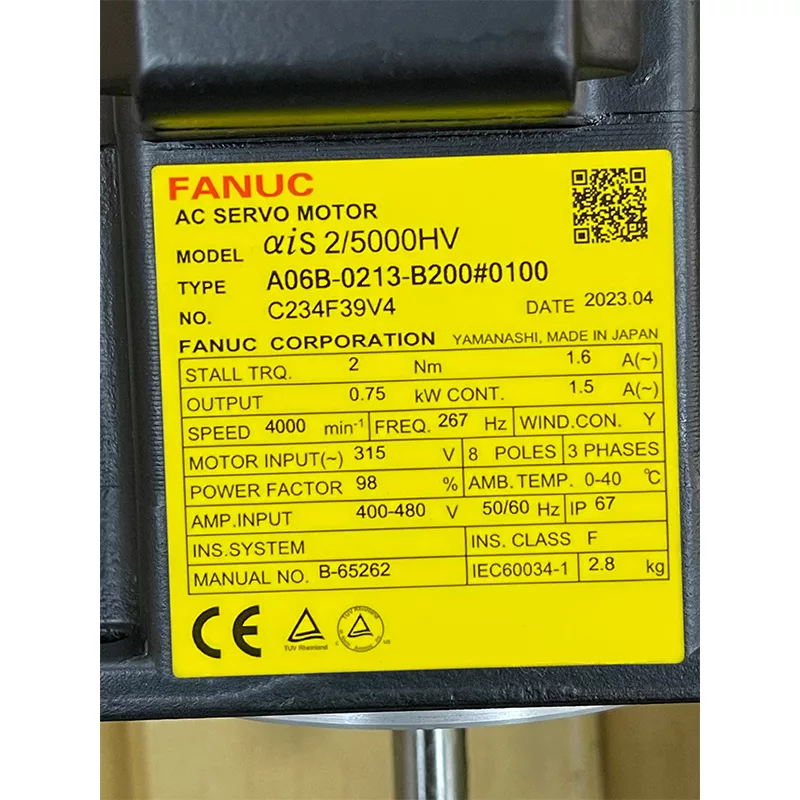 FANUC
AC SERVO MOTOR
MODEL αiS 2/5000HV
TYPE A06B-0213-B200#0100
NO. C234F39V4 DATE 2023.04
FANUC CORPORATION YAMANASHI, MADE IN JAPAN
STALL TRQ. 2 Nm 1.6 A(~)
OUTPUT 0.75 kW CONT. 1.5 A(~)
SPEED 4000 min-1 FREQ. 267 Hz WIND.CON. Y
MOTOR INPUT(~) 315 V 8 POLES 3 PHASES
POWER FACTOR 98 % AMB.TEMP. 0-40 °C
AMP.INPUT 400-480 V 50/60 Hz IP 67
INS.SYSTEM INS. CLASS F
MANUAL NO. B-65262 IEC60034-1 2.8 kg
CE
TUV Rheinland